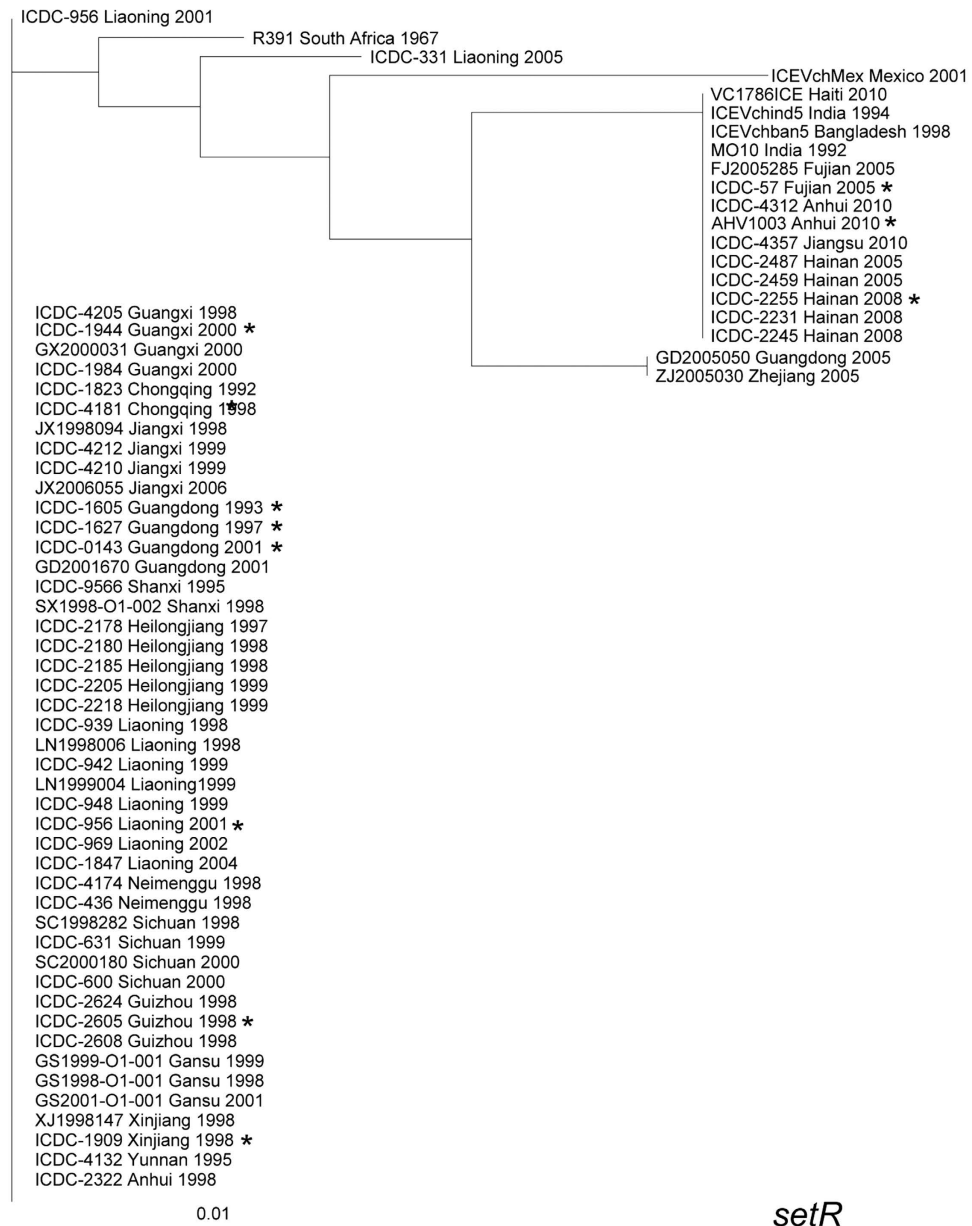 ICDC-956 Liaoning 2001
R391 South Africa 1967
ICDC-331 Liaoning 2005
ICEVchMex Mexico 2001
VC1786ICE Haiti 2010
ICEVchind5 India 1994
ICEVchban5 Bangladesh 1998
MO10 India 1992
FJ2005285 Fujian 2005
ICDC-57 Fujian 2005 *
ICDC-4312 Anhui 2010
AHV1003 Anhui 2010 *
ICDC-4357 Jiangsu 2010
ICDC-2487 Hainan 2005
ICDC-2459 Hainan 2005
ICDC-2255 Hainan 2008 *
ICDC-2231 Hainan 2008
ICDC-2245 Hainan 2008
GD2005050 Guangdong 2005
ZJ2005030 Zhejiang 2005
ICDC-4205 Guangxi 1998
ICDC-1944 Guangxi 2000 *
GX2000031 Guangxi 2000
ICDC-1984 Guangxi 2000
ICDC-1823 Chongqing 1992
ICDC-4181 Chongqing 1998 *
JX1998094 Jiangxi 1998
ICDC-4212 Jiangxi 1999
ICDC-4210 Jiangxi 1999
JX2006055 Jiangxi 2006
ICDC-1605 Guangdong 1993 *
ICDC-1627 Guangdong 1997 *
ICDC-0143 Guangdong 2001 *
GD2001670 Guangdong 2001
ICDC-9566 Shanxi 1995
SX1998-O1-002 Shanxi 1998
ICDC-2178 Heilongjiang 1997
ICDC-2180 Heilongjiang 1998
ICDC-2185 Heilongjiang 1998
ICDC-2205 Heilongjiang 1999
ICDC-2218 Heilongjiang 1999
ICDC-939 Liaoning 1998
LN1998006 Liaoning 1998
ICDC-942 Liaoning 1999
LN1999004 Liaoning1999
ICDC-948 Liaoning 1999
ICDC-956 Liaoning 2001 *
ICDC-969 Liaoning 2002
ICDC-1847 Liaoning 2004
ICDC-4174 Neimenggu 1998
ICDC-436 Neimenggu 1998
SC1998282 Sichuan 1998
ICDC-631 Sichuan 1999
SC2000180 Sichuan 2000
ICDC-600 Sichuan 2000
ICDC-2624 Guizhou 1998
ICDC-2605 Guizhou 1998 *
ICDC-2608 Guizhou 1998
GS1999-O1-001 Gansu 1999
GS1998-O1-001 Gansu 1998
GS2001-O1-001 Gansu 2001
XJ1998147 Xinjiang 1998
ICDC-1909 Xinjiang 1998 *
ICDC-4132 Yunnan 1995
ICDC-2322 Anhui 1998
0.01
setR